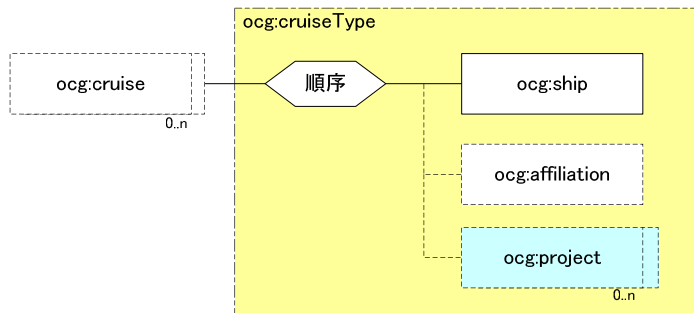 ocg:cruiseType
ocg:cruise
0..n
順序
ocg:ship
ocg:affiliation
ocg:project
0..n